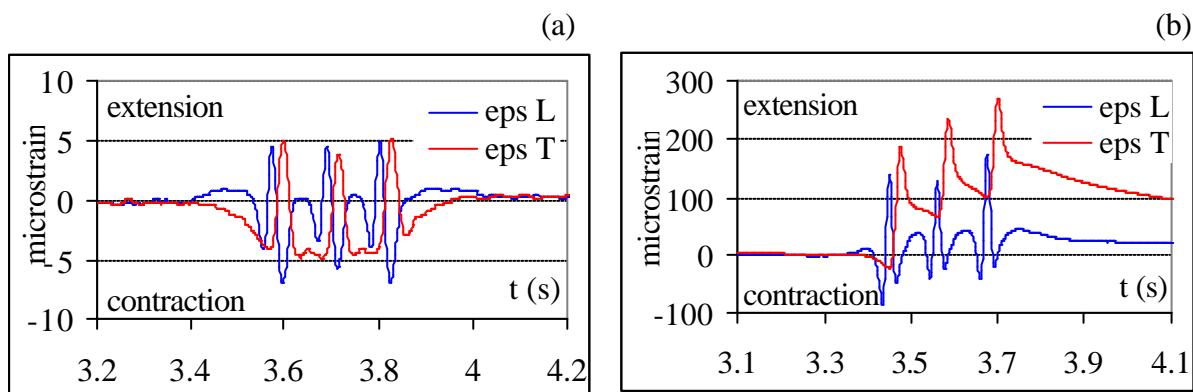 (a)
10
5
0
-5
-10
microstrain
extension
contraction
eps L
eps T
t (s)
3.2 3.4 3.6 3.8 4 4.2
(b)
300
200
100
0
-100
microstrain
extension
contraction
eps L
eps T
t (s)
3.1 3.3 3.5 3.7 3.9 4.1